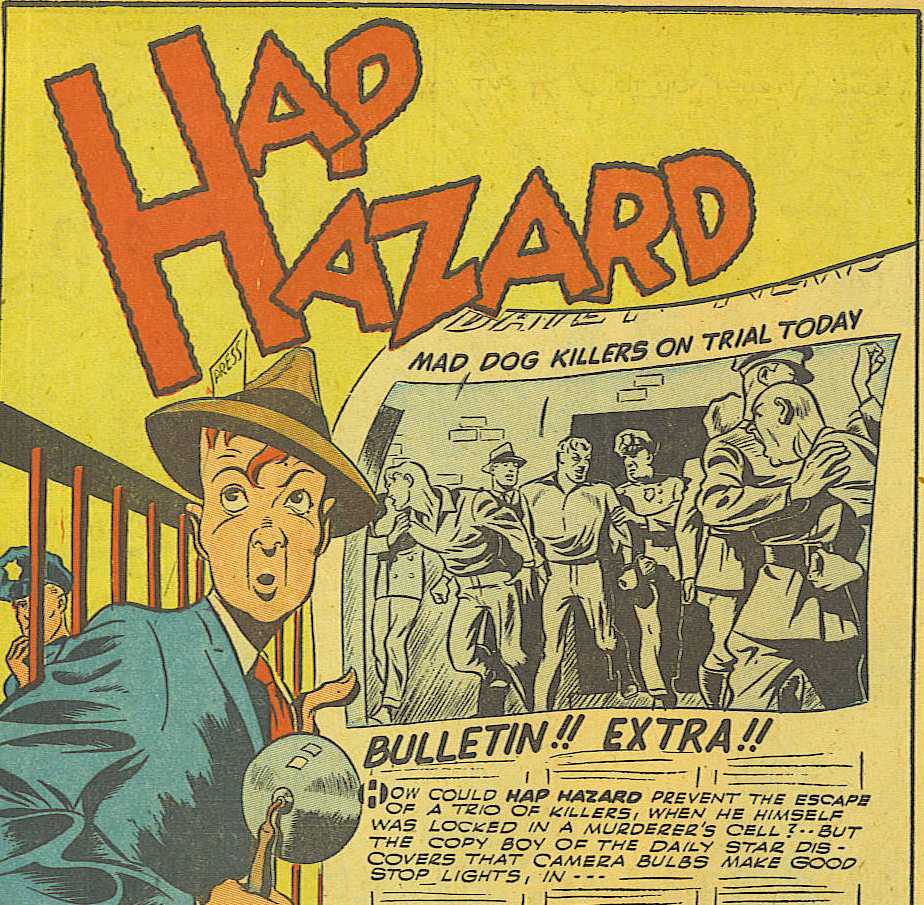 HAP
HAZARD
PRESS
MAD DOG KILLERS ON TRIAL TODAY
BULLETIN!! EXTRA!!
HOW COULD HAP HAZARD PREVENT THE ESCAPE
OF A TRIO OF KILLERS, WHEN HE HIMSELF
WAS LOCKED IN A MURDERER'S CELL?--BUT
THE COPY BOY OF THE DAILY STAR DIS-
COVERS THAT CAMERA BULBS MAKE GOOD
STOP LIGHTS, IN ---